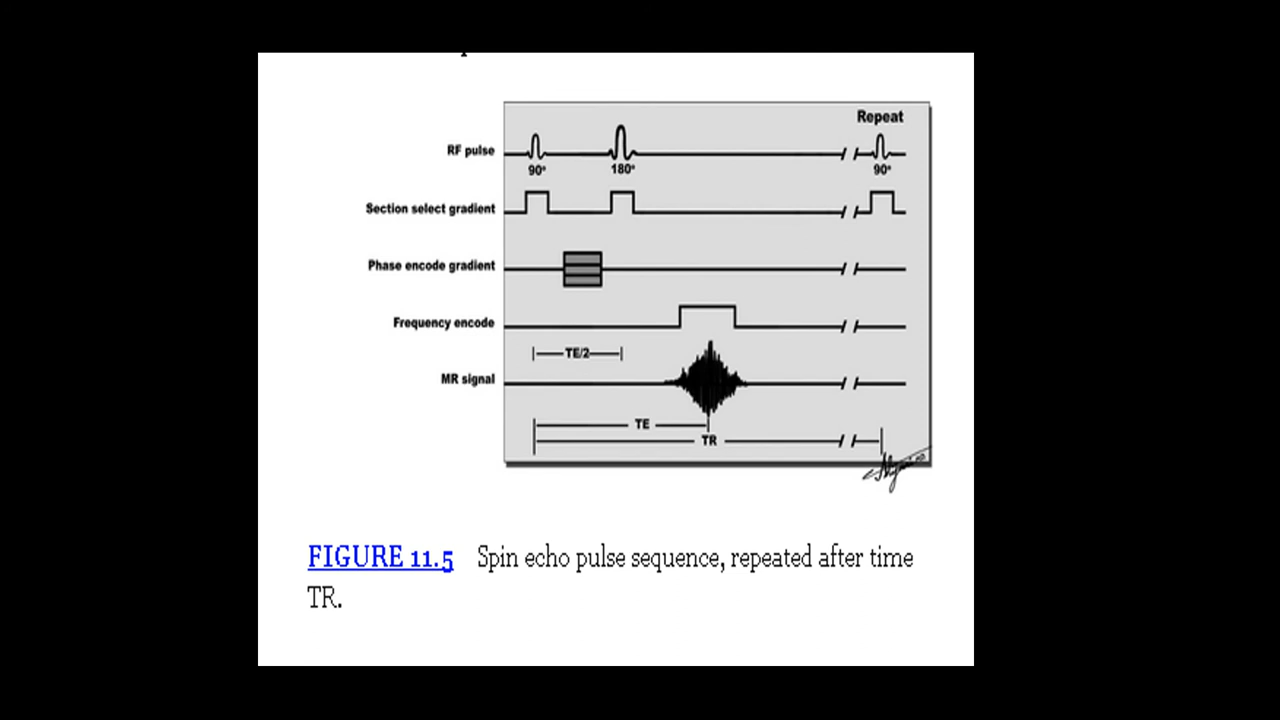 Repeat
RF pulse
90° 180° 90°
Section select gradient
Phase encode gradient
Frequency encode
TE/2
MR signal
TE
TR
FIGURE 11.5 Spin echo pulse sequence, repeated after time
TR.